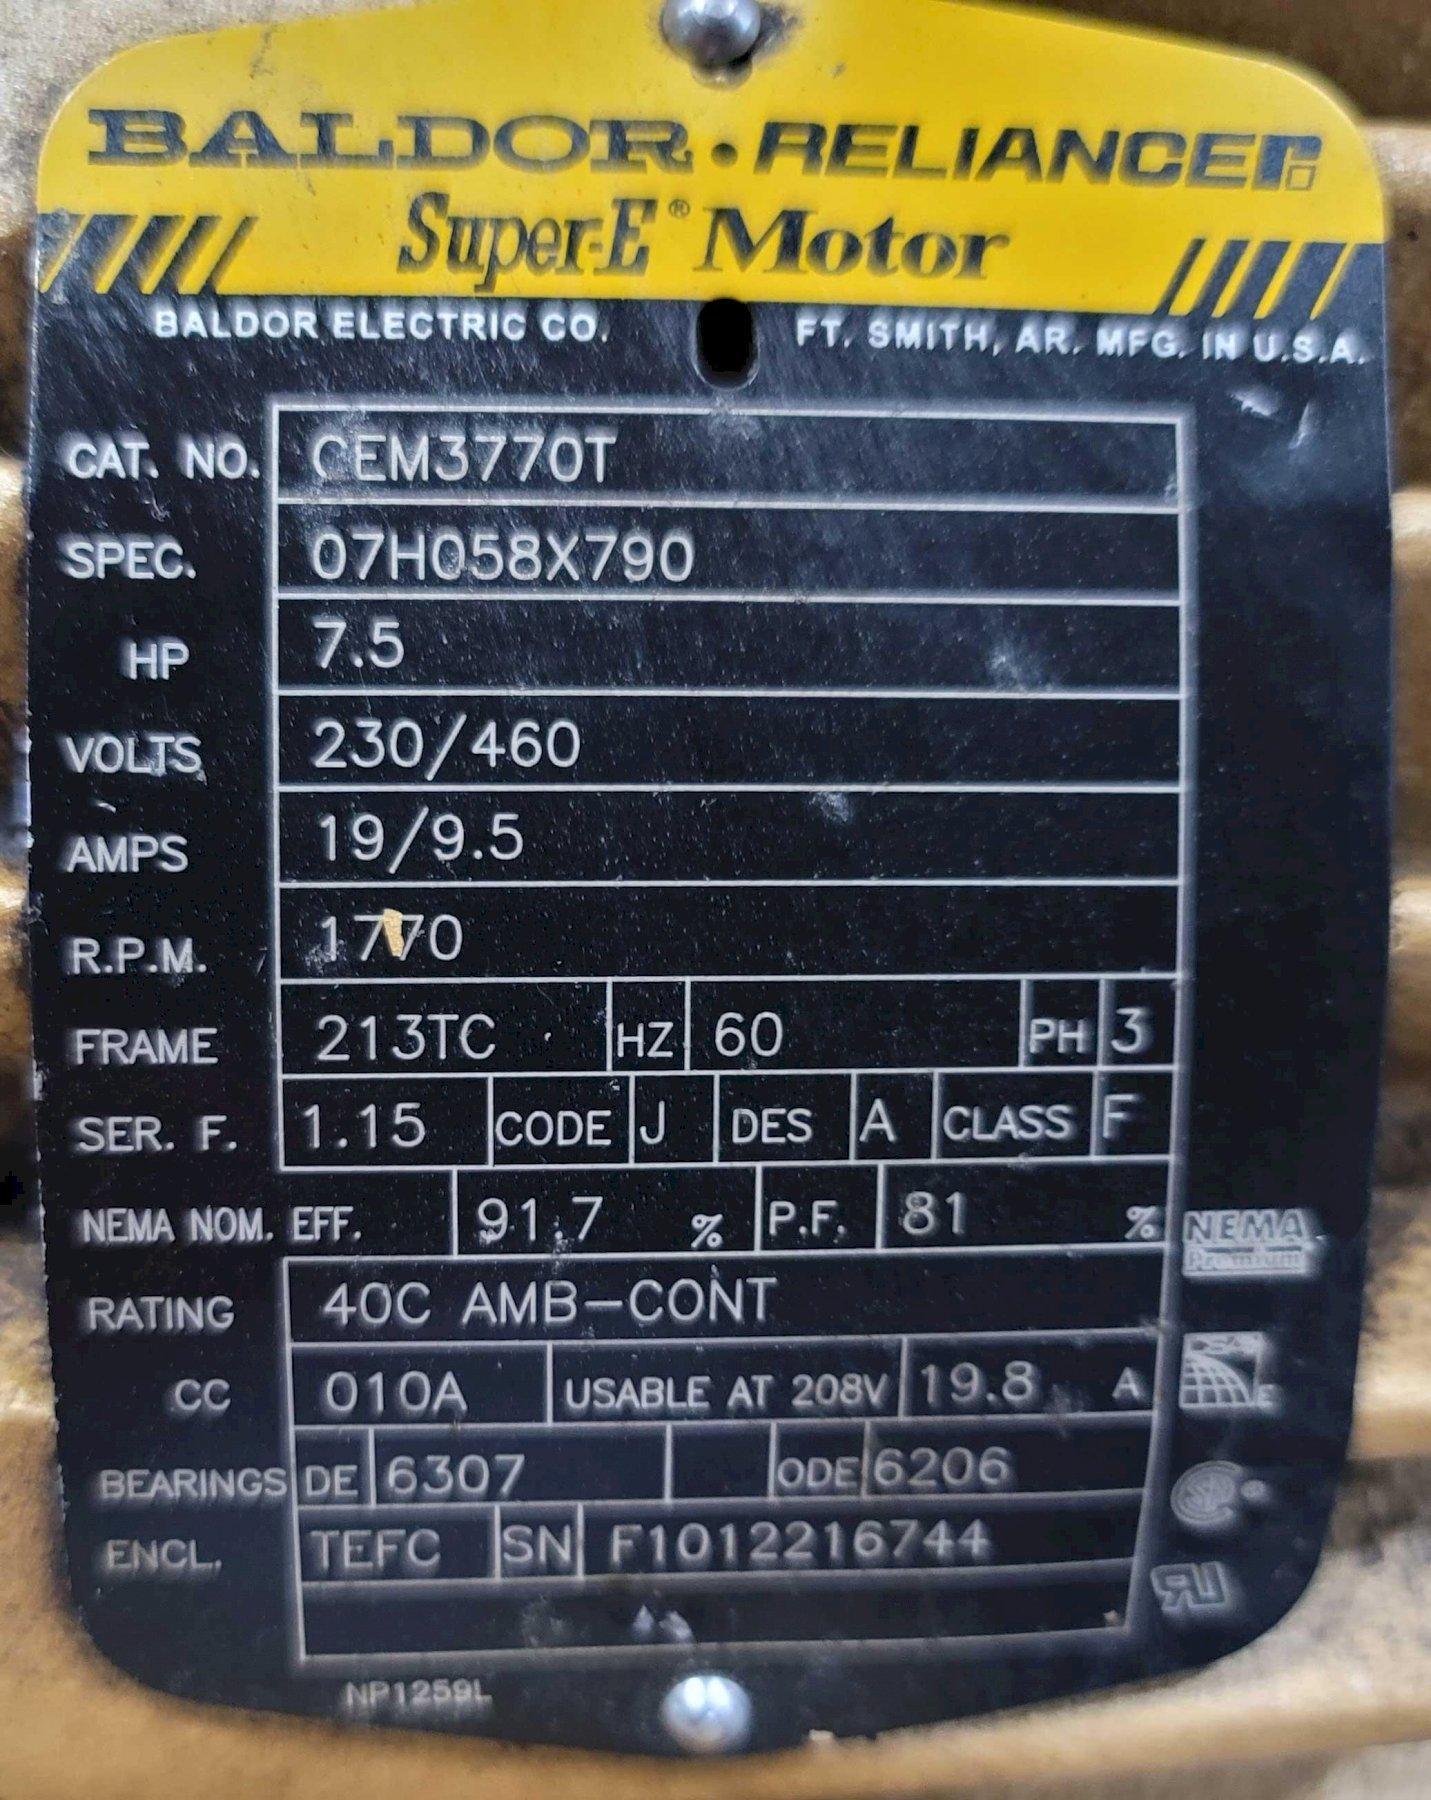 BALDOR • RELIANCER
Super-E® Motor
BALDOR ELECTRIC CO. FT. SMITH, AR. MFG. IN U.S.A.
CAT. NO. CEM3770T
SPEC. 07H058X790
HP 7.5
VOLTS 230/460
AMPS 19/9.5
R.P.M. 1770
FRAME 213TC HZ 60 PH 3
SER. F. 1.15 CODE J DES A CLASS F
NEMA NOM. EFF. 91.7 % P.F. 81 %
NEMA
Premium
RATING 40C AMB-CONT
CC 010A USABLE AT 208V 19.8 A
BEARINGS DE 6307 ODE 6206
ENCL. TEFC SN F1012216744
NP1259L